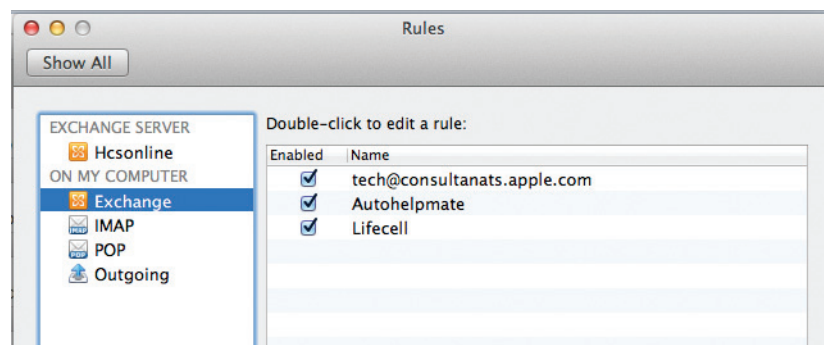 Rules
Show All
EXCHANGE SERVER
Hcsonline
ON MY COMPUTER
Exchange
IMAP
POP
Outgoing
Double-click to edit a rule:
Enabled Name
tech@consultanats.apple.com
Autohelpmate
Lifecell